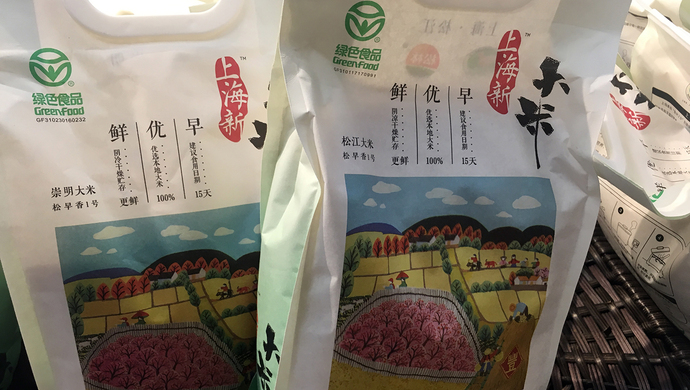 绿色食品
GreenFood
GF310230160232
上海新
鲜
阴冷干燥贮存
更鲜
优
优选本地大米
100%
早
建议食用日期
15天
崇明大米
松早香1号
大米
绿色食品
GreenFood
GF310117170991
上海新
大米
鲜
阴凉干燥贮存
更鲜
优
优选本地大米
100%
早
建议食用日期
15天
松江大米
松早香1号